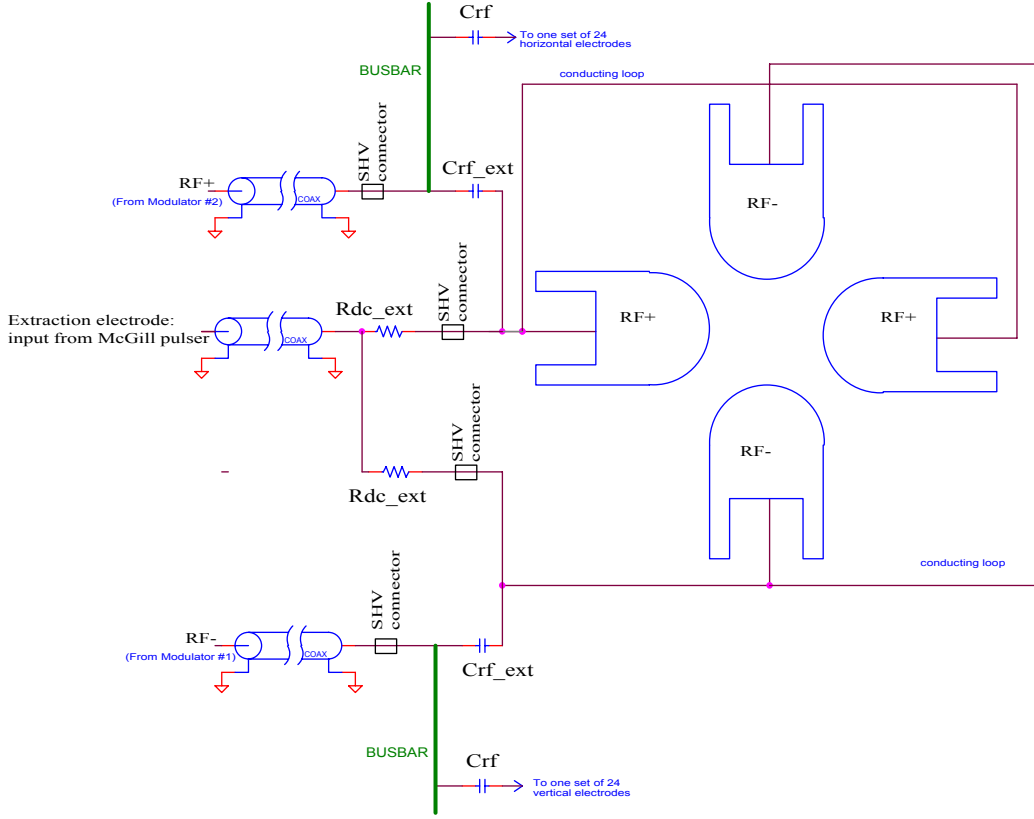 Crf
To one set of 24
horizontal electrodes
BUSBAR
conducting loop
SHV
connector
Crf_ext
RF+
(From Modulator #2)
COAX
RF-
Extraction electrode:
input from McGill pulser
COAX
Rdc_ext
SHV
connector
RF+
RF+
SHV
connector
Rdc_ext
RF-
conducting loop
SHV
connector
RF-
(From Modulator #1)
COAX
Crf_ext
BUSBAR
Crf
To one set of 24
vertical electrodes